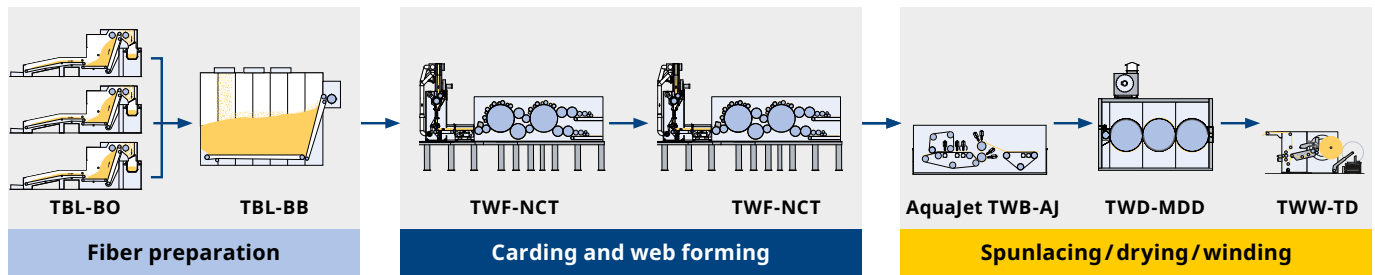 TBL-BO
TBL-BB
TWF-NCT
TWF-NCT
AquaJet TWB-AJ
TWD-MDD
TWW-TD
Fiber preparation
Carding and web forming
Spunlacing / drying / winding